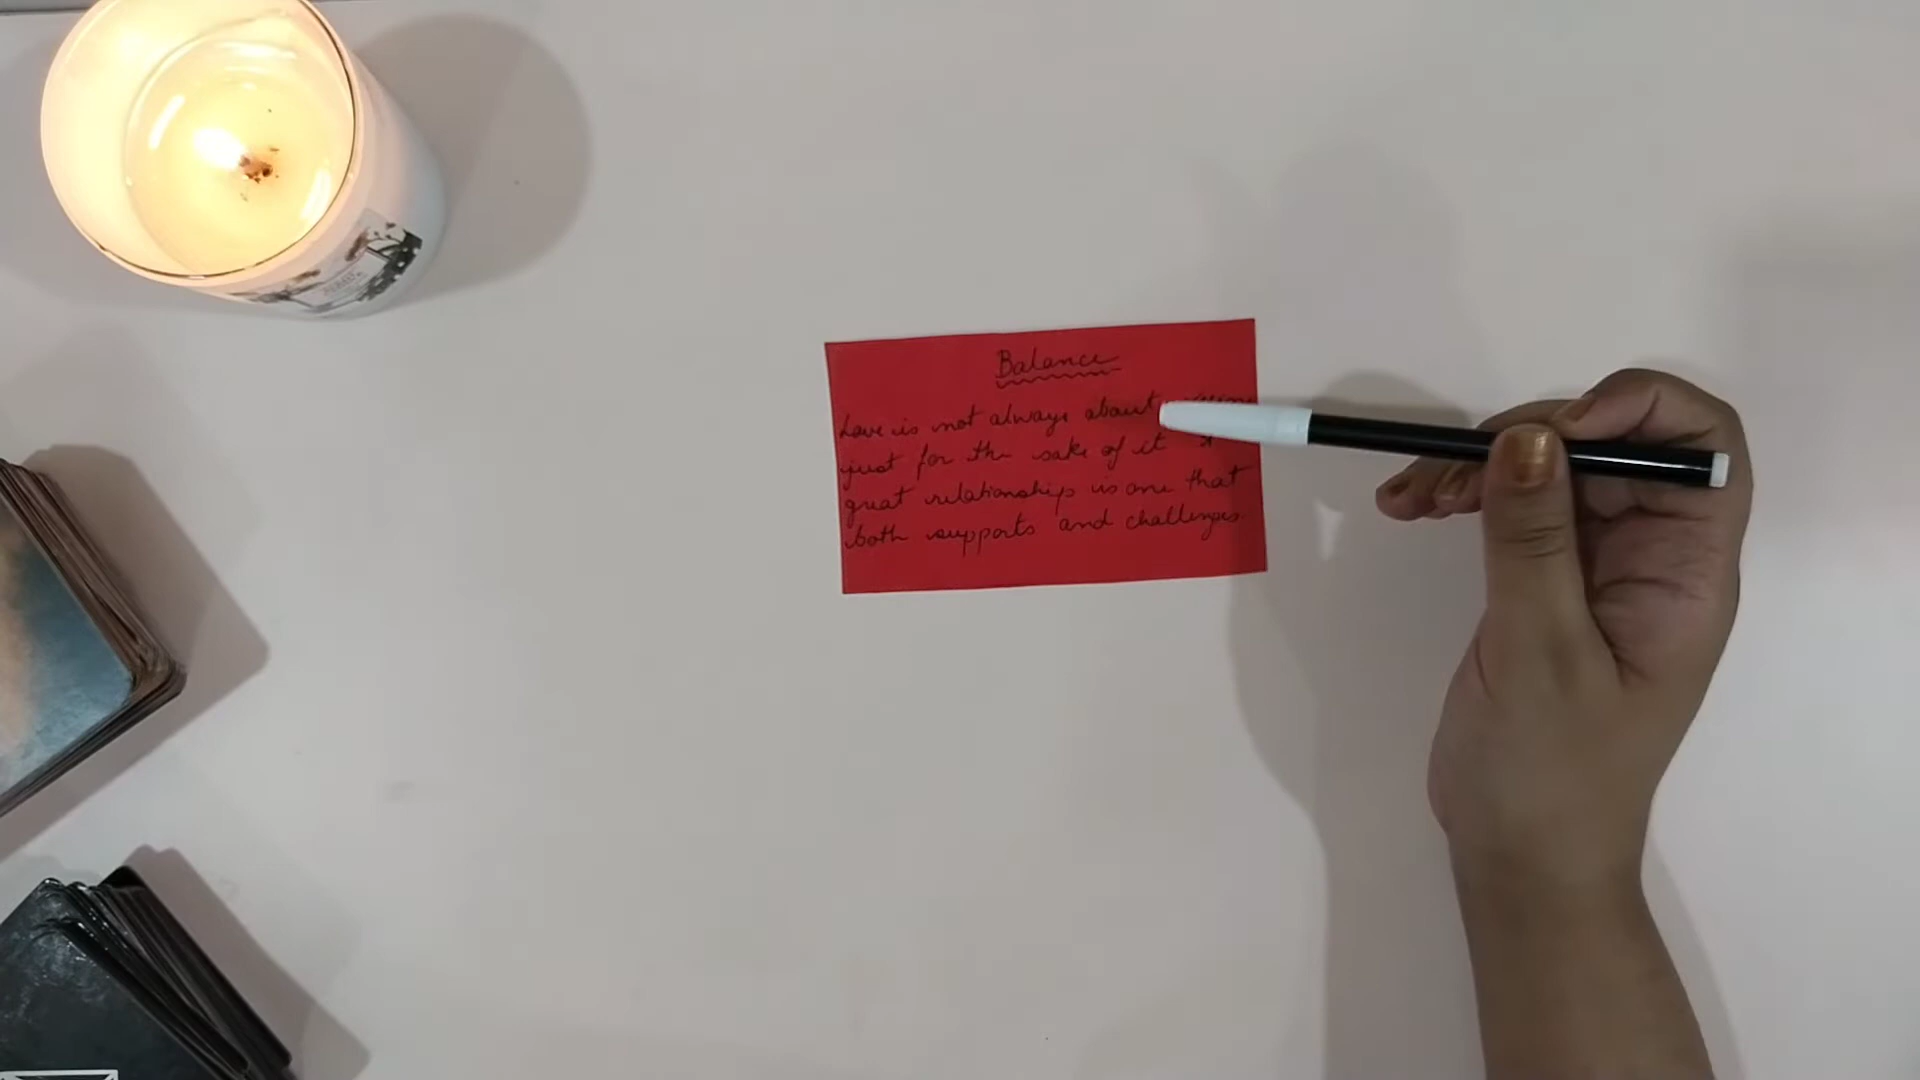 Balance
Love is not always about
just for the sake of it
great relationship is one that
both supports and challenges.